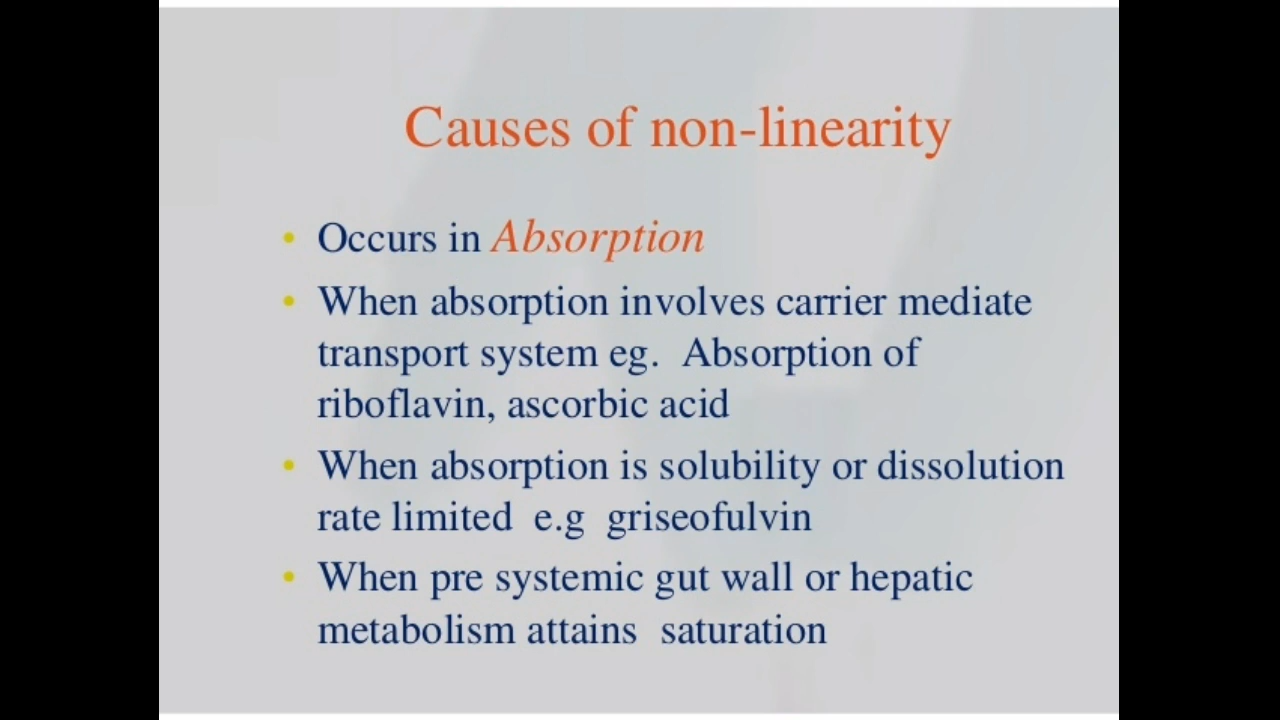 Causes of non-linearity
• Occurs in Absorption
• When absorption involves carrier mediate
transport system eg. Absorption of
riboflavin, ascorbic acid
• When absorption is solubility or dissolution
rate limited e.g griseofulvin
• When pre systemic gut wall or hepatic
metabolism attains saturation